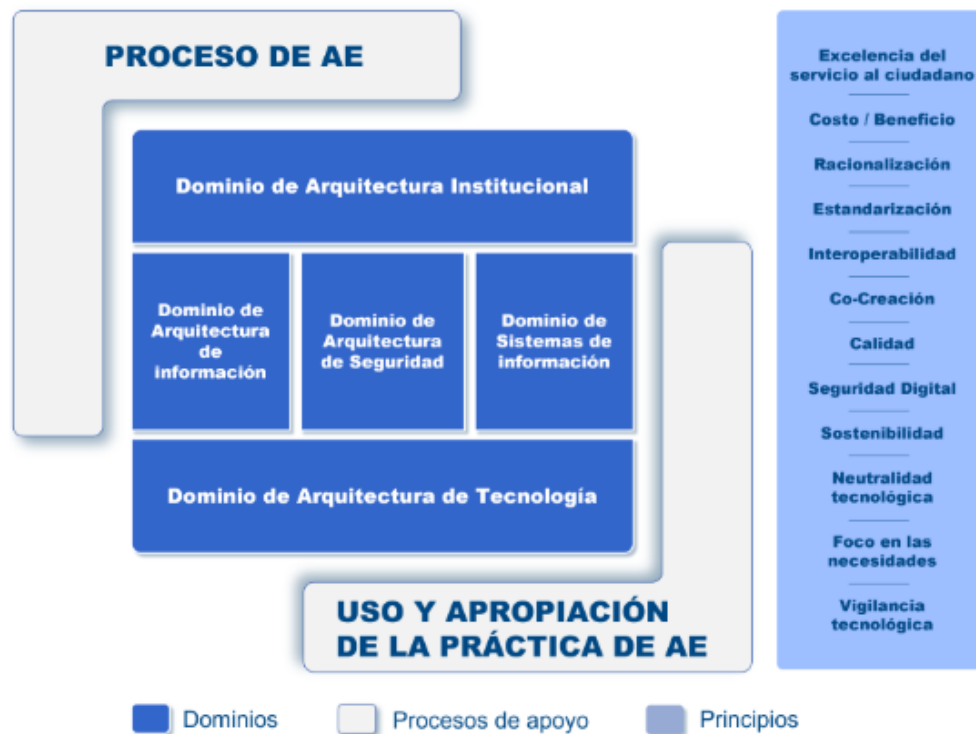 PROCESO DE AE
Dominio de Arquitectura Institucional
Dominio de
Arquitectura
de
información
Dominio de
Arquitectura
de Seguridad
Dominio de
Sistemas de
información
Dominio de Arquitectura de Tecnología
USO Y APROPIACIÓN
DE LA PRÁCTICA DE AE
Excelencia del
servicio al ciudadano
Costo / Beneficio
Racionalización
Estandarización
Interoperabilidad
Co-Creación
Calidad
Seguridad Digital
Sostenibilidad
Neutralidad
tecnológica
Foco en las
necesidades
Vigilancia
tecnológica
Dominios
Procesos de apoyo
Principios